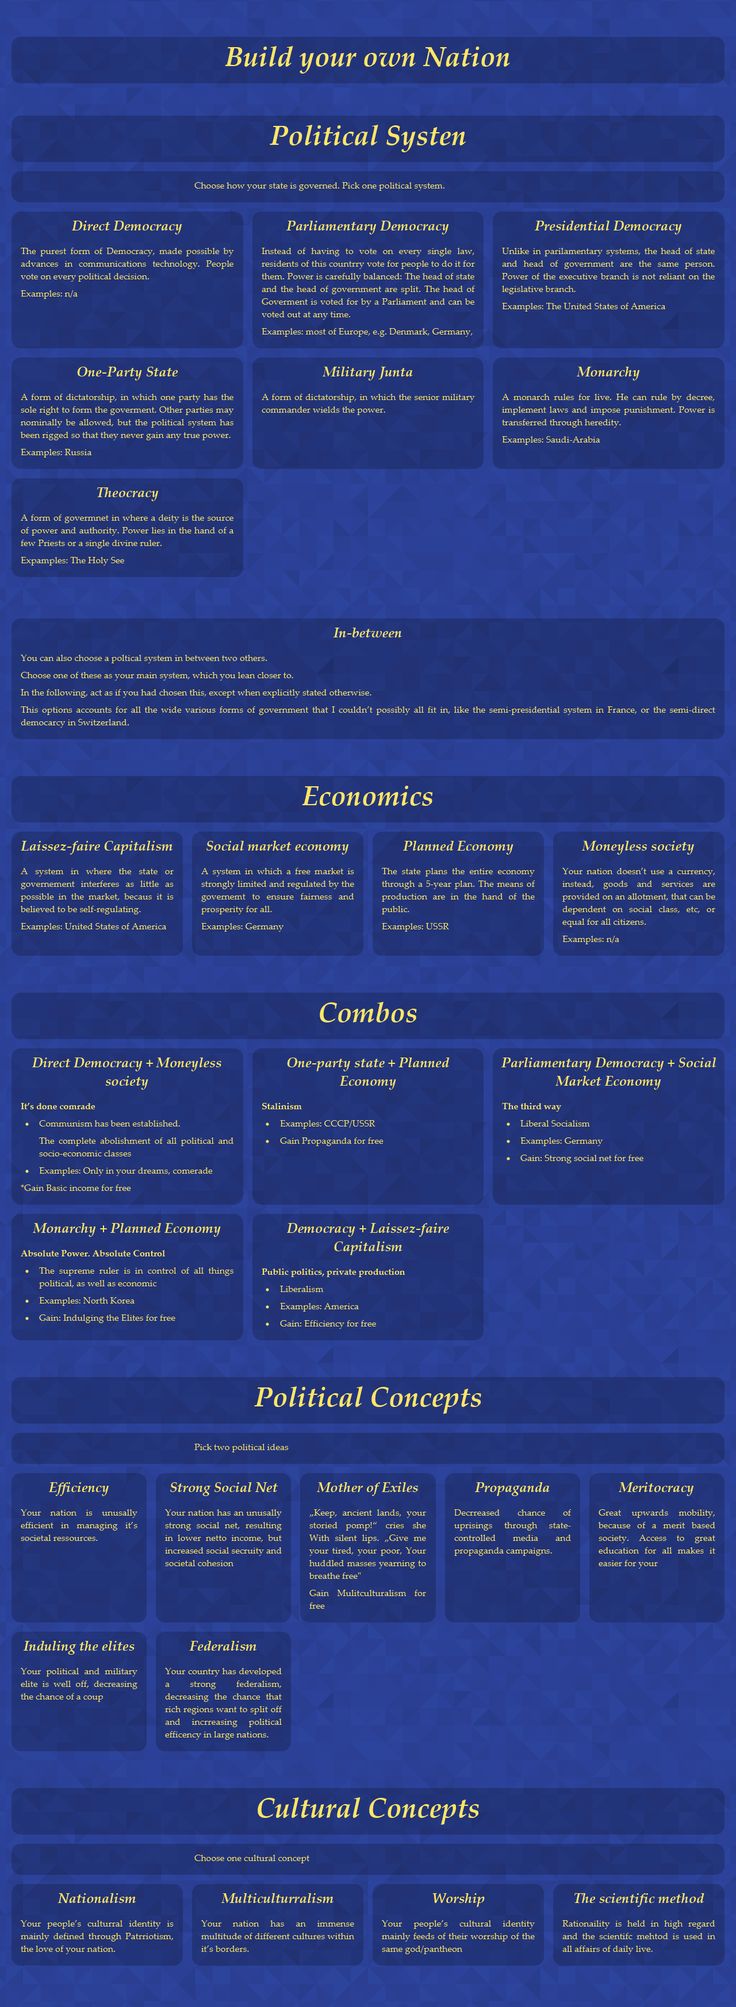 Build your own Nation
Political Systen
Choose how your state is governed. Pick one political system.
Direct Democracy
The purest form of Democracy, made possible by
advances in communications technology. People
vote on every political decision.
Examples: n/a
Parliamentary Democracy
Instead of having to vote on every single law,
residents of this countrry vote for people to do it for
them. Power is carefully balanced: The head of state
and the head of government are split. The head of
Goverment is voted for by a Parliament and can be
voted out at any time.
Examples: most of Europe, e.g. Denmark, Germany,
Presidential Democracy
Unlike in parilamentary systems, the head of state
and head of government are the same person.
Power of the executive branch is not reliant on the
legislative branch.
Examples: The United States of America
One-Party State
A form of dictatorship, in which one party has the
sole right to form the goverment. Other parties may
nominally be allowed, but the political system has
been rigged so that they never gain any true power.
Examples: Russia
Military Junta
A form of dictatorship, in which the senior military
commander wields the power.
Monarchy
A monarch rules for live. He can rule by decree,
implement laws and impose punishment. Power is
transferred through heredity.
Examples: Saudi-Arabia
Theocracy
A form of govermnet in where a deity is the source
of power and authority. Power lies in the hand of a
few Priests or a single divine ruler.
Expamples: The Holy See
In-between
You can also choose a poltical system in between two others.
Choose one of these as your main system, which you lean closer to.
In the following, act as if you had chosen this, except when explicitly stated otherwise.
This options accounts for all the wide various forms of government that I couldn't possibly all fit in, like the semi-presidential system in France, or the semi-direct
democarcy in Switzerland.
Economics
Laissez-faire Capitalism
A system in where the state or
governement interferes as little as
possible in the market, becaus it is
believed to be self-regulating.
Examples: United States of America
Social market economy
A system in which a free market is
strongly limited and regulated by the
governemt to ensure fairness and
prosperity for all.
Examples: Germany
Planned Economy
The state plans the entire economy
through a 5-year plan. The means of
production are in the hand of the
public.
Examples: USSR
Moneyless society
Your nation doesn't use a currency,
instead, goods and services are
provided on an allotment, that can be
dependent on social class, etc, or
equal for all citizens.
Examples: n/a
Combos
Direct Democracy + Moneyless
society
It's done comrade
• Communism has been established.
The complete abolishment of all political and
socio-economic classes
• Examples: Only in your dreams, comerade
*Gain Basic income for free
One-party state + Planned
Economy
Stalinism
• Examples: CCCP/USSR
• Gain Propaganda for free
Parliamentary Democracy + Social
Market Economy
The third way
• Liberal Socialism
• Examples: Germany
• Gain: Strong social net for free
Monarchy + Planned Economy
Absolute Power. Absolute Control
• The supreme ruler is in control of all things
political, as well as economic
• Examples: North Korea
• Gain: Indulging the Elites for free
Democracy + Laissez-faire
Capitalism
Public politics, private production
• Liberalism
• Examples: America
• Gain: Efficiency for free
Political Concepts
Pick two political ideas
Efficiency
Your nation is unusally
efficient in managing it's
societal ressources.
Strong Social Net
Your nation has an unusally
strong social net, resulting
in lower netto income, but
increased social secruity and
societal cohesion
Mother of Exiles
„Keep, ancient lands, your
storied pomp!" cries she
With silent lips. „Give me
your tired, your poor, Your
huddled masses yearning to
breathe free"
Gain Mulitculturalism for
free
Propaganda
Decrreased chance of
uprisings through state-
controlled media and
propaganda campaigns.
Meritocracy
Great upwards mobility,
because of a merit based
society. Access to great
education for all makes it
easier for your
Induling the elites
Your political and military
elite is well off, decreasing
the chance of a coup
Federalism
Your country has developed
a strong federalism,
decreasing the chance that
rich regions want to split off
and incrreasing political
efficency in large nations.
Cultural Concepts
Choose one cultural concept
Nationalism
Your people's culturral identity is
mainly defined through Patrriotism,
the love of your nation.
Multiculturralism
Your nation has an immense
multitude of different cultures within
it's borders.
Worship
Your people's cultural identity
mainly feeds of their worrship of the
same god/pantheon
The scientific method
Rationaility is held in high regard
and the scientifc mehtod is used in
all affairs of daily live.